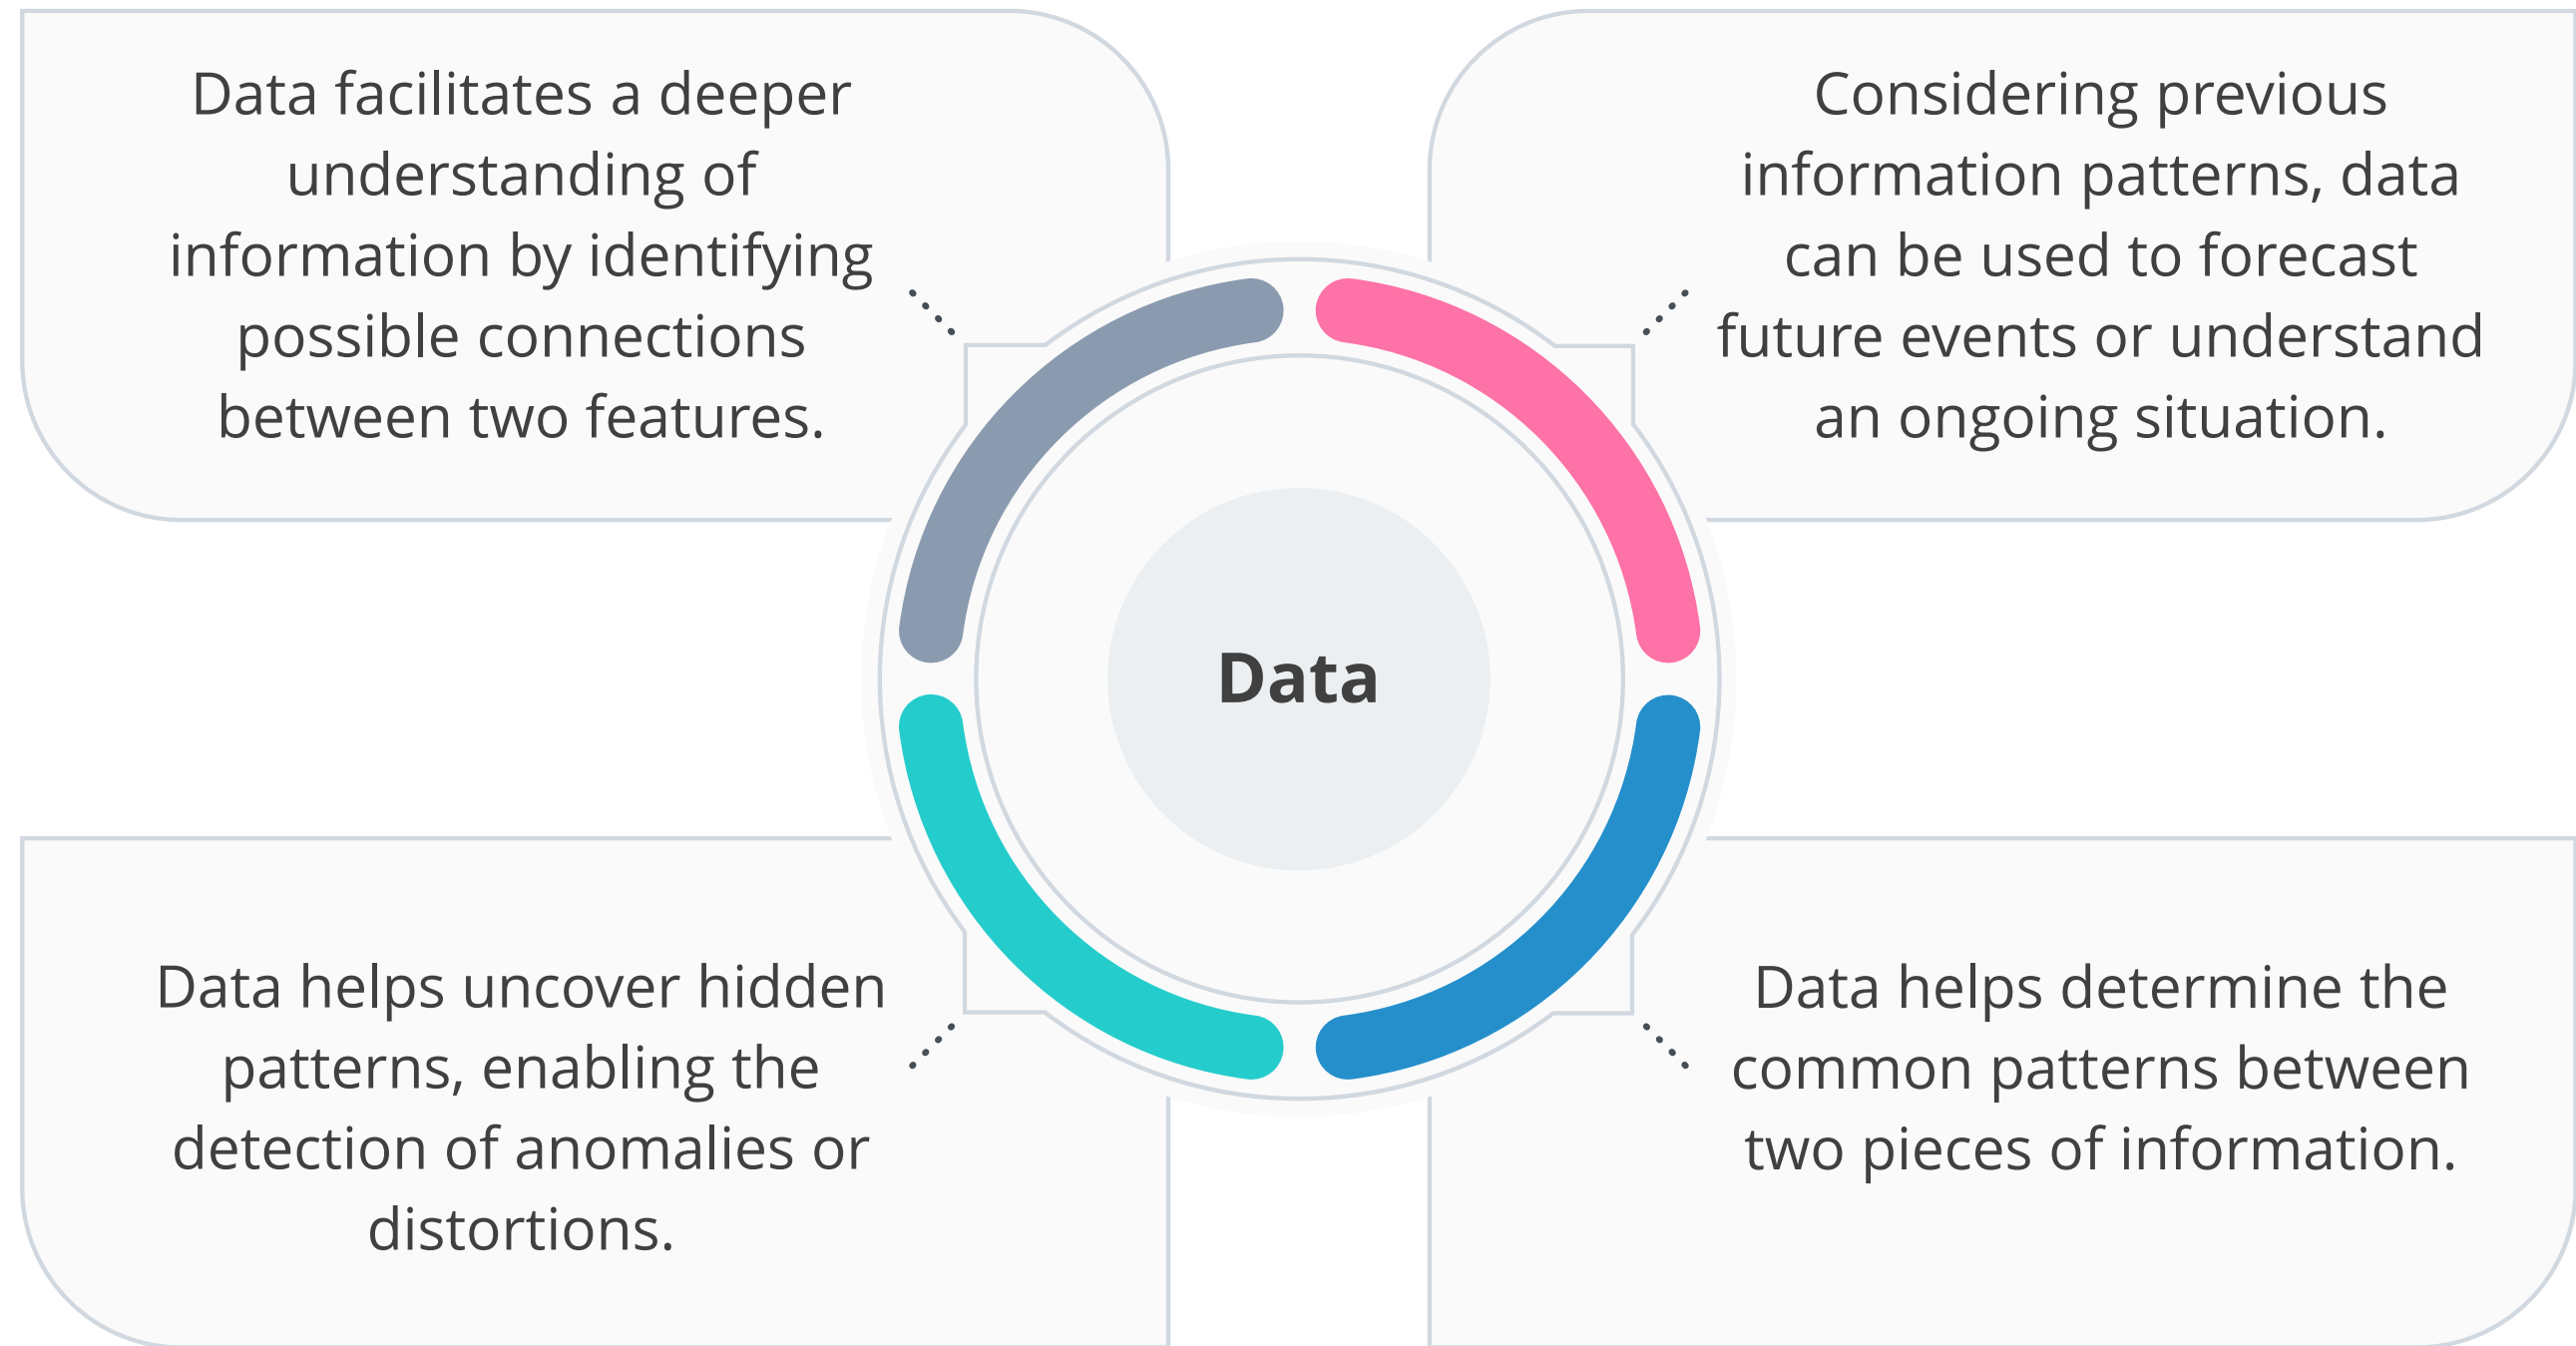 Data facilitates a deeper
understanding of
information by identifying
possible connections
between two features.
Considering previous
information patterns, data
can be used to forecast
future events or understand
an ongoing situation.
Data
Data helps uncover hidden
patterns, enabling the
detection of anomalies or
distortions.
Data helps determine the
common patterns between
two pieces of information.